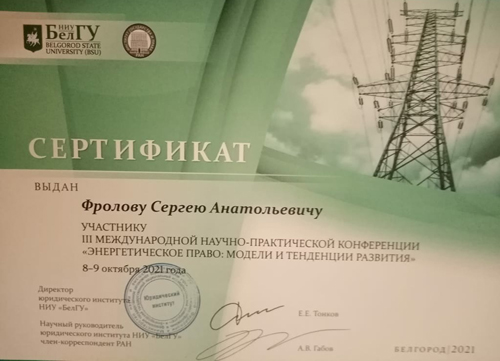 НИУ
БелГУ
BELGOROD STATE
UNIVERSITY (BSU)
СЕРТИФИКАТ
ВЫДАН
Фролову Сергею Анатольевичу
УЧАСТНИКУ
III МЕЖДУНАРОДНОЙ НАУЧНО-ПРАКТИЧЕСКОЙ КОНФЕРЕНЦИИ
«ЭНЕРГЕТИЧЕСКОЕ ПРАВО: МОДЕЛИ И ТЕНДЕНЦИИ РАЗВИТИЯ»
8–9 октября 2021 года
Директор
юридического института
НИУ «БелГУ»
Юридический
институт
Е.Е. Тонков
Научный руководитель
юридического института НИУ «БелГУ»
член-корреспондент РАН
А.В. Габов
БЕЛГОРОД | 2021